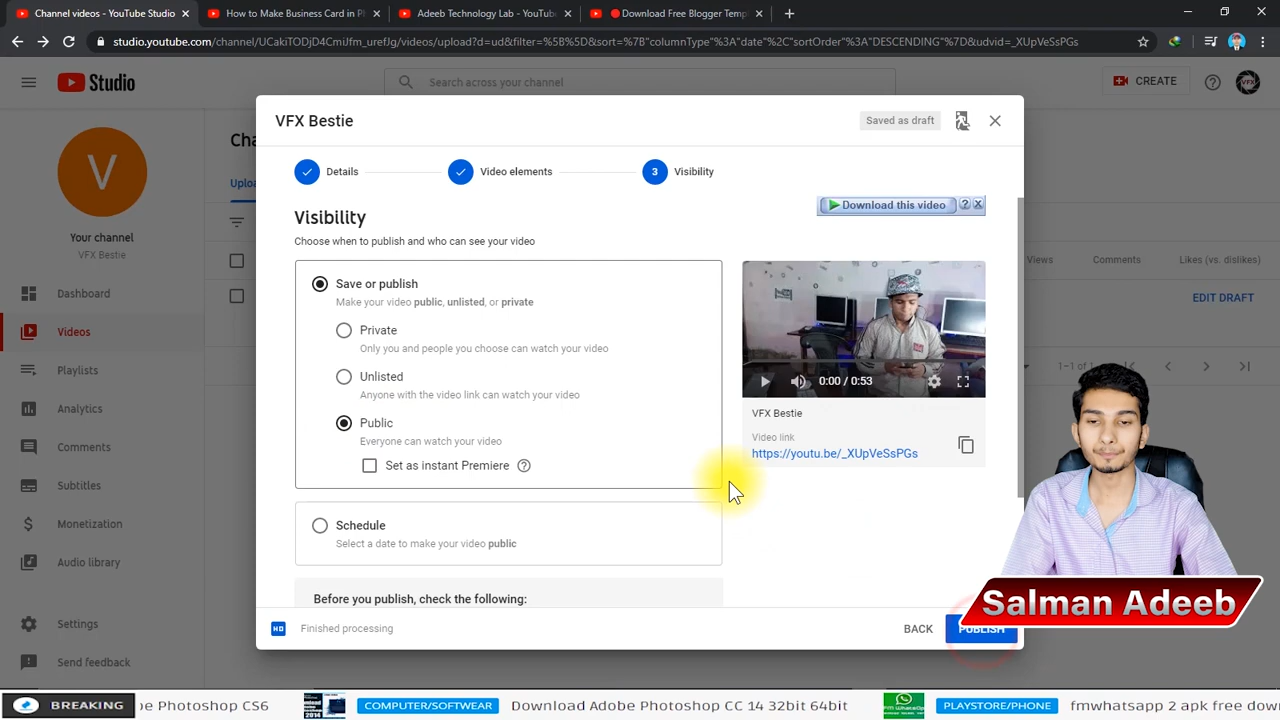 Channel videos - YouTube Studio
How to Make Business Card in P
Adeeb Technology Lab - YouTub
Download Free Blogger Temp
studio.youtube.com/channel/UCakiTODjD4CmiJfm_urefJg/videos/upload?d=ud&filter=%5B%5D&sort=%7B"columnType"%3A"date"%2C"sortOrder"%3A"DESCENDING"%7D&udvid=_XUpVeSsPGs
Studio
Search across your channel
CREATE
VFX
V
Your channel
VFX Bestie
Dashboard
Videos
Playlists
Analytics
Comments
Subtitles
Monetization
Audio library
Settings
Send feedback
Cha
Uploa
Views
Comments
Likes (vs. dislikes)
EDIT DRAFT
1–1 of 1
VFX Bestie
Saved as draft
Details
Video elements
3
Visibility
Download this video
Visibility
Choose when to publish and who can see your video
Save or publish
Make your video public, unlisted, or private
Private
Only you and people you choose can watch your video
Unlisted
Anyone with the video link can watch your video
Public
Everyone can watch your video
Set as instant Premiere
Schedule
Select a date to make your video public
Before you publish, check the following:
0:00 / 0:53
VFX Bestie
Video link
https://youtu.be/_XUpVeSsPGs
HD
Finished processing
BACK
PUBLISH
Salman Adeeb
BREAKING
be Photoshop CS6
COMPUTER/SOFTWEAR
Download Adobe Photoshop CC 14 32bit 64bit
PLAYSTORE/PHONE
fmwhatsapp 2 apk free dow